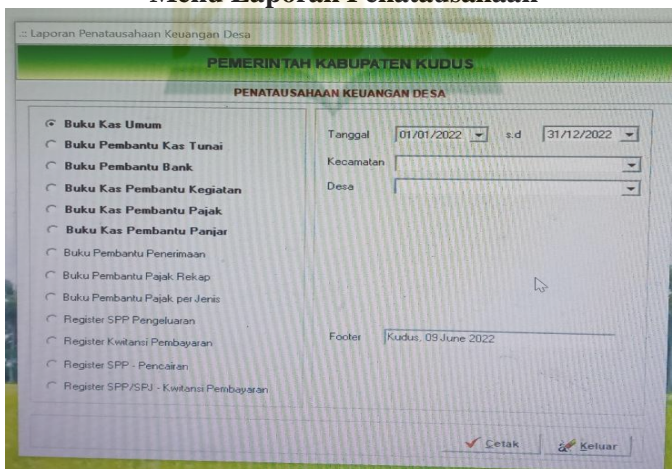 Menu Laporan Penatausahaan
.:: Laporan Penatausahaan Keuangan Desa
KUDUS
PEMERINTAH KABUPATEN KUDUS
PENATAUSAHAAN KEUANGAN DESA
Buku Kas Umum
Buku Pembantu Kas Tunai
Buku Pembantu Bank
Buku Kas Pembantu Kegiatan
Buku Kas Pembantu Pajak
Buku Kas Pembantu Panjar
Buku Pembantu Penerimaan
Buku Pembantu Pajak Rekap
Buku Pembantu Pajak per Jenis
Register SPP Pengeluaran
Register Kwitansi Pembayaran
Register SPP - Pencairan
Register SPP/SPJ - Kwitansi Pembayaran
Tanggal 01/01/2022 s.d 31/12/2022
Kecamatan
Desa
Footer Kudus, 09 June 2022
Cetak Keluar